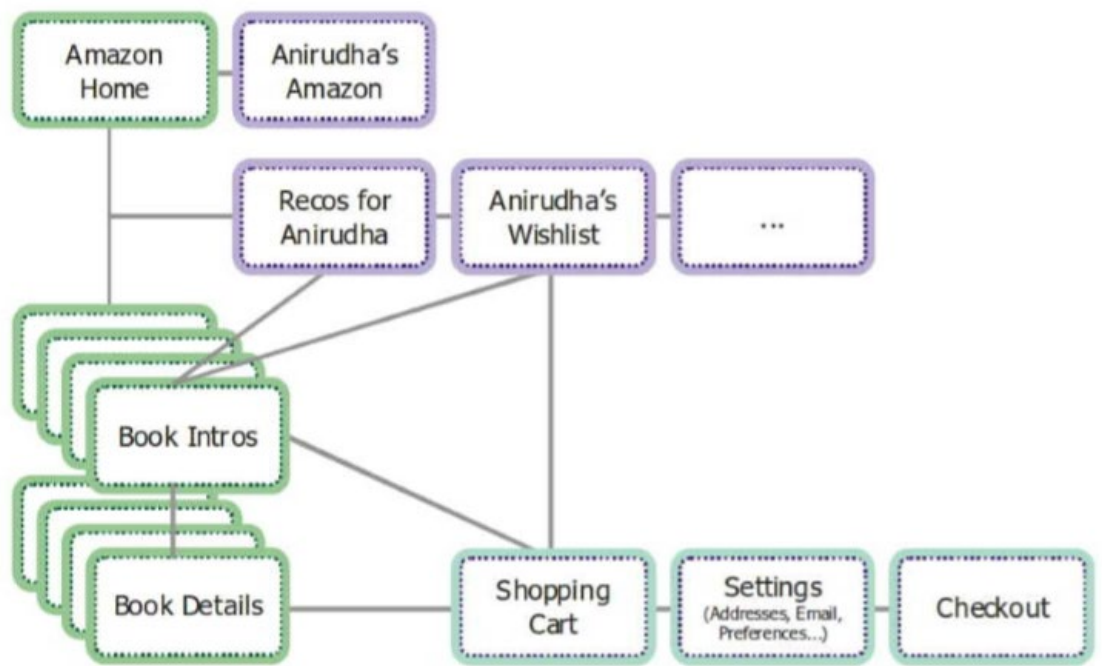 Amazon
Home
Anirudha's
Amazon
Recos for
Anirudha
Anirudha's
Wishlist
...
Book Intros
Book Details
Shopping
Cart
Settings
(Addresses, Email,
Preferences...)
Checkout